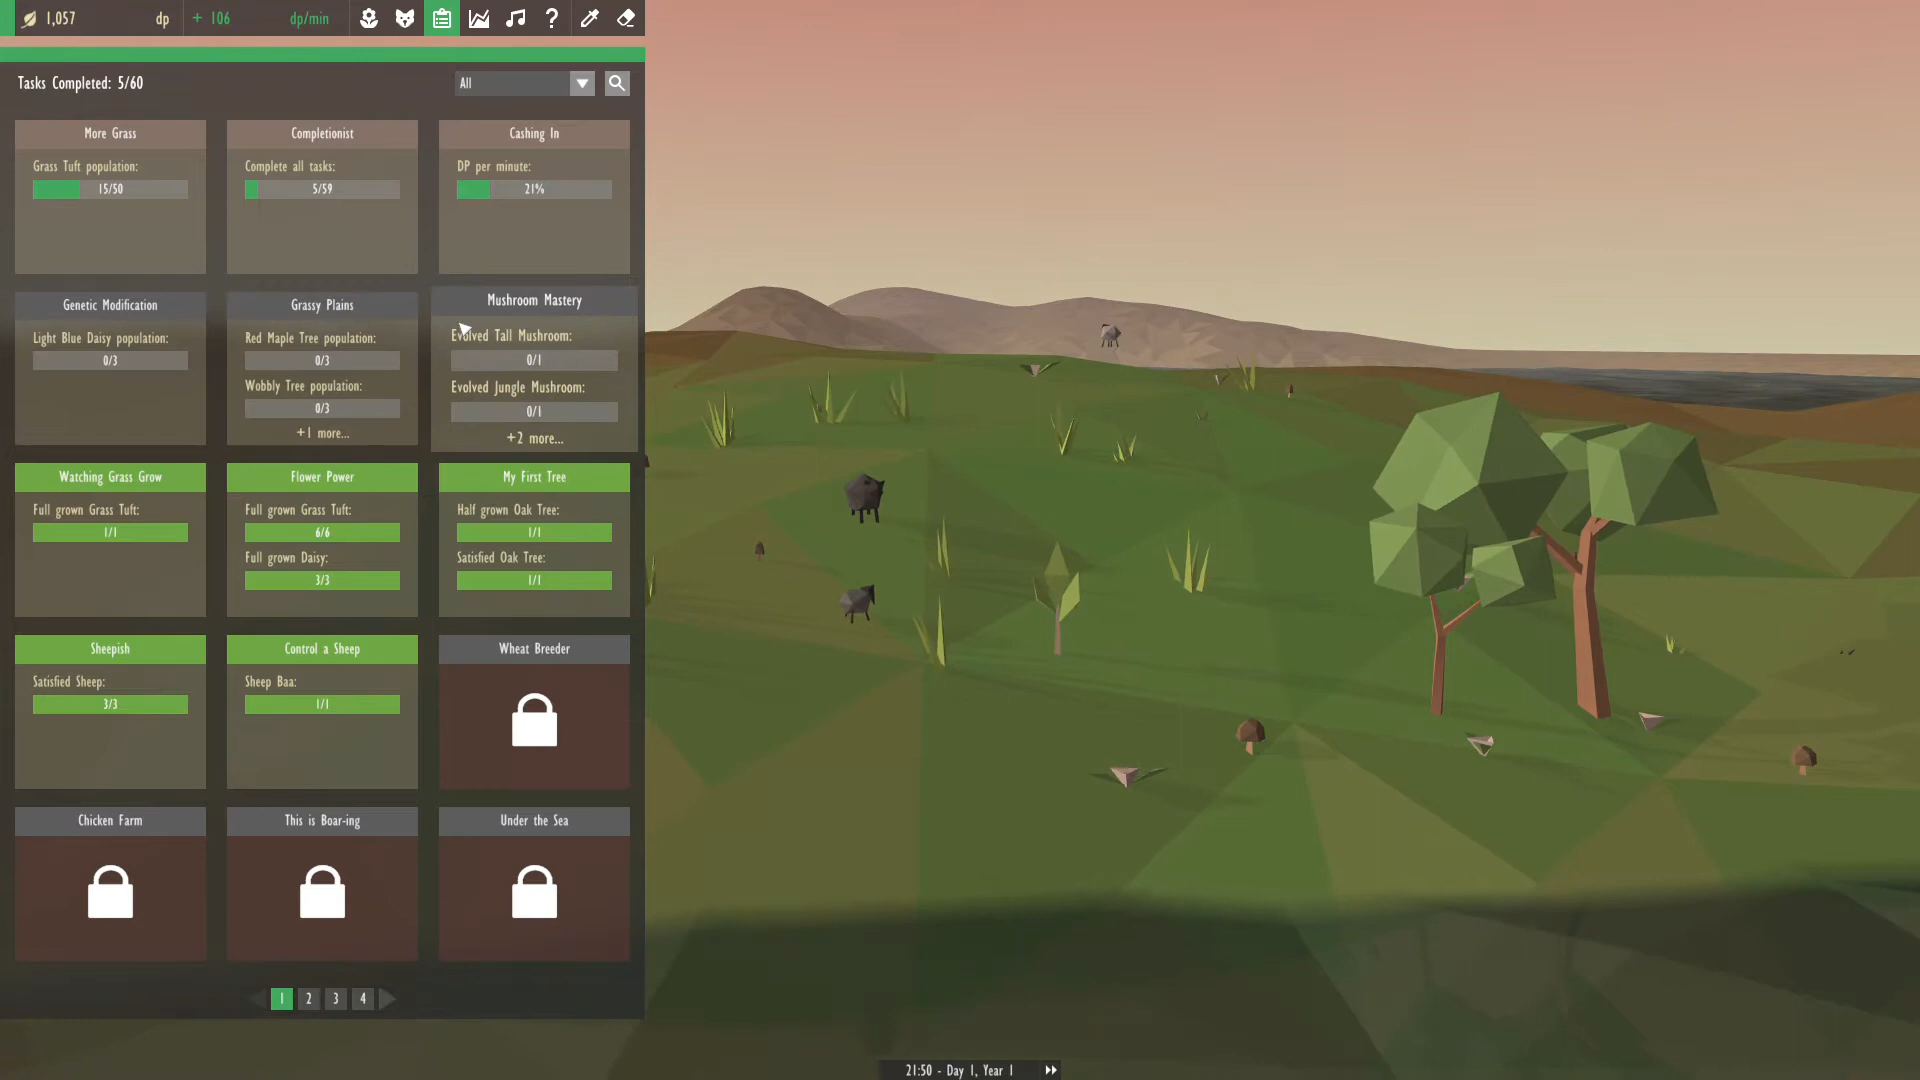 1,057 dp + 106 dp/min ?
Tasks Completed: 5/60
All
More Grass
Grass Tuft population:
15/50
Completionist
Complete all tasks:
5/59
Cashing In
DP per minute:
21%
Genetic Modification
Light Blue Daisy population:
0/3
Grassy Plains
Red Maple Tree population:
0/3
Wobbly Tree population:
0/3
+1 more...
Mushroom Mastery
Evolved Tall Mushroom:
0/1
Evolved Jungle Mushroom:
0/1
+2 more...
Watching Grass Grow
Full grown Grass Tuft:
1/1
Flower Power
Full grown Grass Tuft:
6/6
Full grown Daisy:
3/3
My First Tree
Half grown Oak Tree:
1/1
Satisfied Oak Tree:
1/1
Sheepish
Satisfied Sheep:
3/3
Control a Sheep
Sheep Baa:
1/1
Wheat Breeder
Chicken Farm
This is Boar-ing
Under the Sea
1 2 3 4
21:50 - Day 1, Year 1